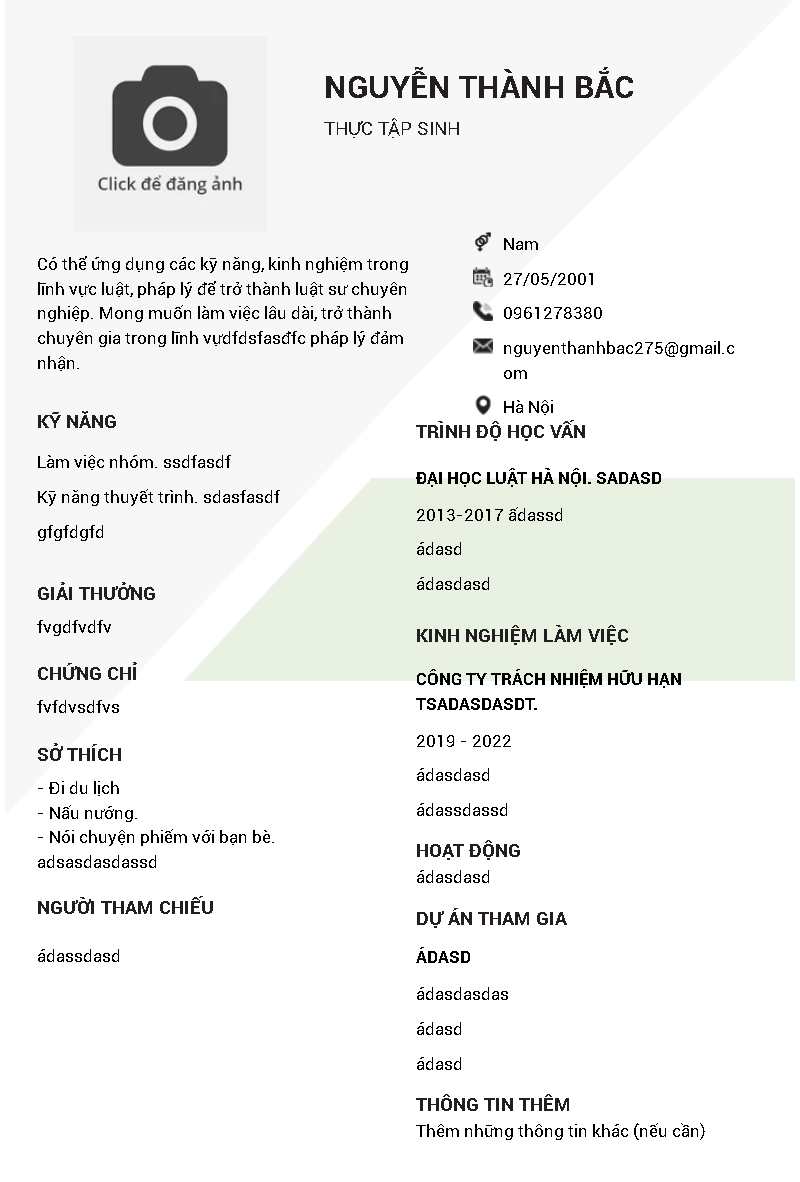 Click để đăng ảnh
NGUYỄN THÀNH BẮC
THỰC TẬP SINH
Có thể ứng dụng các kỹ năng, kinh nghiệm trong
lĩnh vực luật, pháp lý để trở thành luật sư chuyên
nghiệp. Mong muốn làm việc lâu dài, trở thành
chuyên gia trong lĩnh vựdfdsfasđfc pháp lý đảm
nhận.
KỸ NĂNG
Làm việc nhóm. ssdfasdf
Kỹ năng thuyết trình. sdasfasdf
gfgfdgfd
GIẢI THƯỞNG
fvgdfvdfv
CHỨNG CHỈ
fvfdvsdfvs
SỞ THÍCH
- Đi du lịch
- Nấu nướng.
- Nói chuyện phiếm với bạn bè.
adsasdasdassd
NGƯỜI THAM CHIẾU
ádassdasd
Nam
27/05/2001
0961278380
nguyenthanhbac275@gmail.c
om
Hà Nội
TRÌNH ĐỘ HỌC VẤN
ĐẠI HỌC LUẬT HÀ NỘI. SADASD
2013-2017 ấdassd
ádasd
ádasdasd
KINH NGHIỆM LÀM VIỆC
CÔNG TY TRÁCH NHIỆM HỮU HẠN
TSADASDASDT.
2019 - 2022
ádasdasd
ádassdassd
HOẠT ĐỘNG
ádasdasd
DỰ ÁN THAM GIA
ÁDASD
ádasdasdas
ádasd
ádasd
THÔNG TIN THÊM
Thêm những thông tin khác (nếu cần)